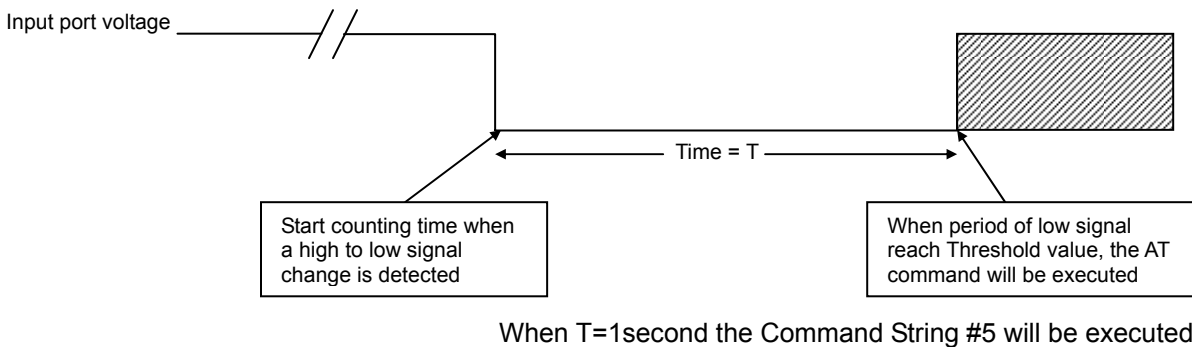 Input port voltage
Time = T
Start counting time when
a high to low signal
change is detected
When period of low signal
reach Threshold value, the AT
command will be executed
When T=1second the Command String #5 will be executed